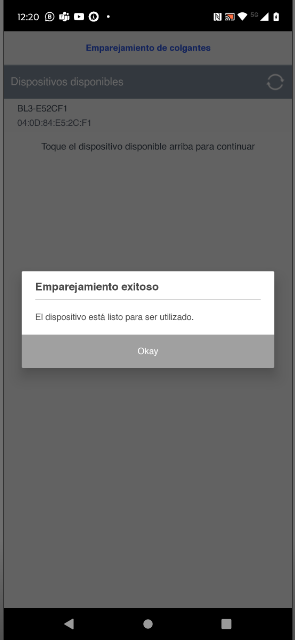 12:20
5G
Emparejamiento de colgantes
Dispositivos disponibles
BL3-E52CF1
04:0D:84:E5:2C:F1
Toque el dispositivo disponible arriba para continuar
Emparejamiento exitoso
El dispositivo está listo para ser utilizado.
Okay